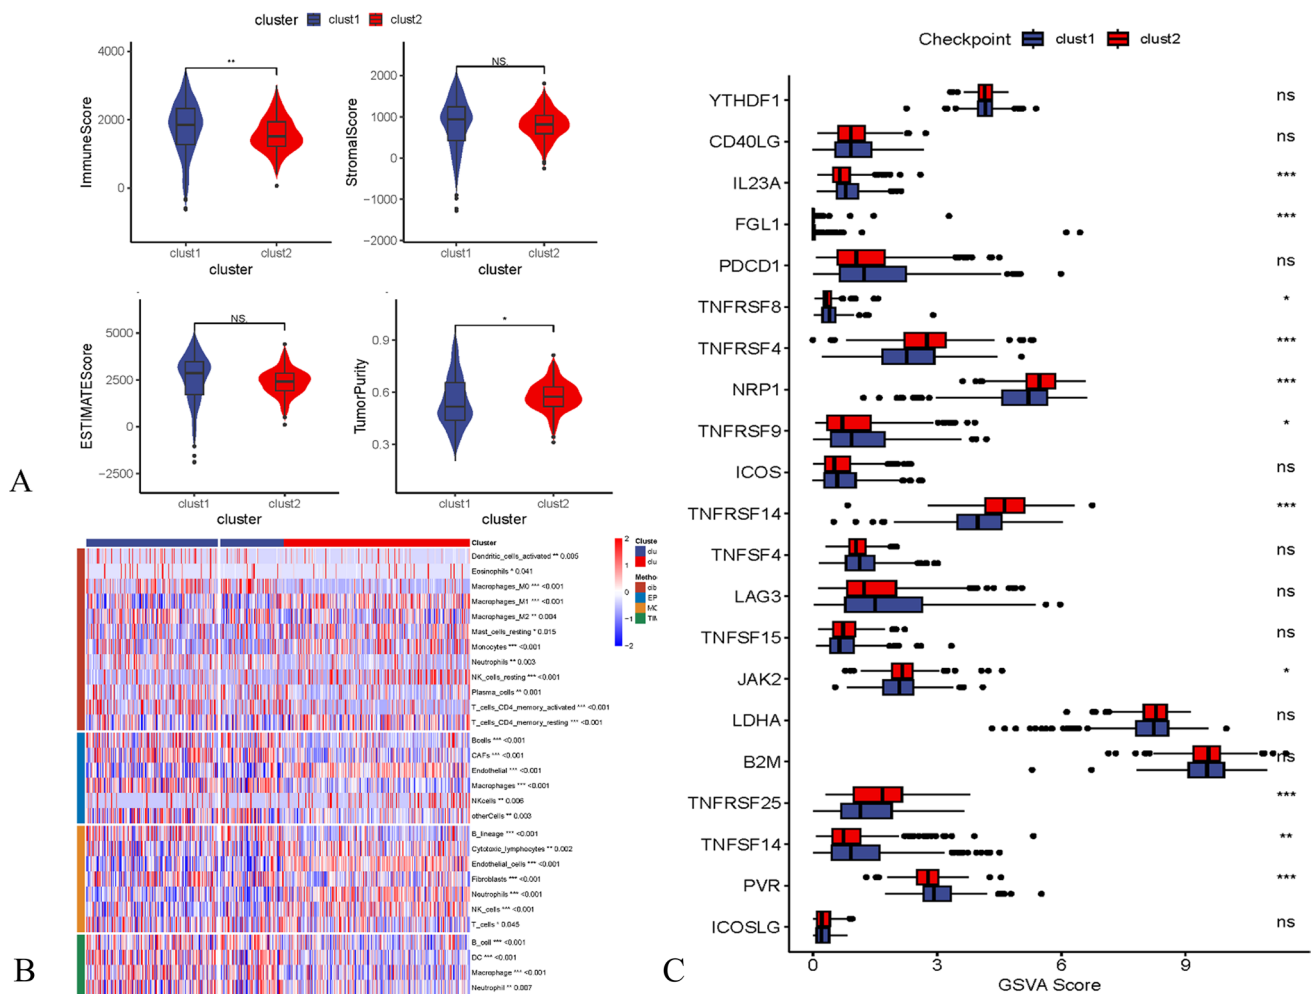 cluster clust1 clust2
4000
2000
0
ImmuneScore
**
clust1 clust2
cluster
2000
1000
0
−1000
−2000
StromalScore
NS.
clust1 clust2
cluster
5000
2500
0
−2500
ESTIMATEScore
NS.
clust1 clust2
cluster
0.9
0.6
0.3
TumorPurity
*
clust1 clust2
cluster
A
Cluster
Dendritic_cells_activated ** 0.005
Eosinophils * 0.041
Macrophages_M0 *** <0.001
Macrophages_M1 *** <0.001
Macrophages_M2 ** 0.004
Mast_cells_resting * 0.015
Monocytes *** <0.001
Neutrophils ** 0.003
NK_cells_resting *** <0.001
Plasma_cells ** 0.001
T_cells_CD4_memory_activated *** <0.001
T_cells_CD4_memory_resting *** <0.001
Bcells *** <0.001
CAFs *** <0.001
Endothelial *** <0.001
Macrophages *** <0.001
NKcells ** 0.006
otherCells ** 0.003
B_lineage *** <0.001
Cytotoxic_lymphocytes ** 0.002
Endothelial_cells *** <0.001
Fibroblasts *** <0.001
Neutrophils *** <0.001
NK_cells *** <0.001
T_cells * 0.045
B_cell *** <0.001
DC *** <0.001
Macrophage *** <0.001
Neutrophil ** 0.007
2
1
0
−1
−2
Cluste
clu
clu
Metho
cib
EP
MC
TIM
B
Checkpoint clust1 clust2
YTHDF1 ns
CD40LG ns
IL23A ***
FGL1 ***
PDCD1 ns
TNFRSF8 *
TNFRSF4 ***
NRP1 ***
TNFRSF9 *
ICOS ns
TNFRSF14 ***
TNFSF4 ns
LAG3 ns
TNFSF15 ns
JAK2 *
LDHA ns
B2M ns
TNFRSF25 ***
TNFSF14 **
PVR ***
ICOSLG ns
0 3 6 9
GSVA Score
C